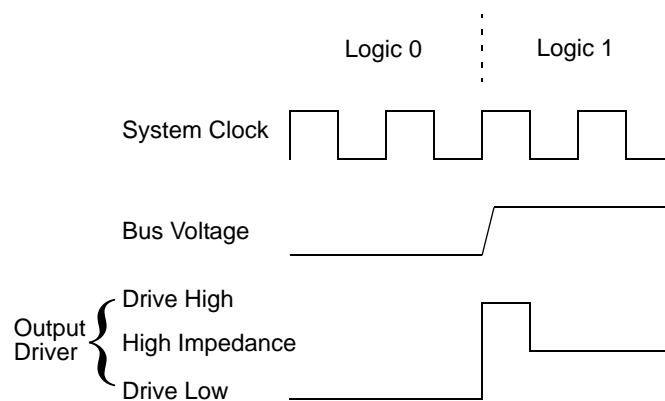 Logic 0
Logic 1
System Clock
Bus Voltage
Output
Driver
Drive High
High Impedance
Drive Low